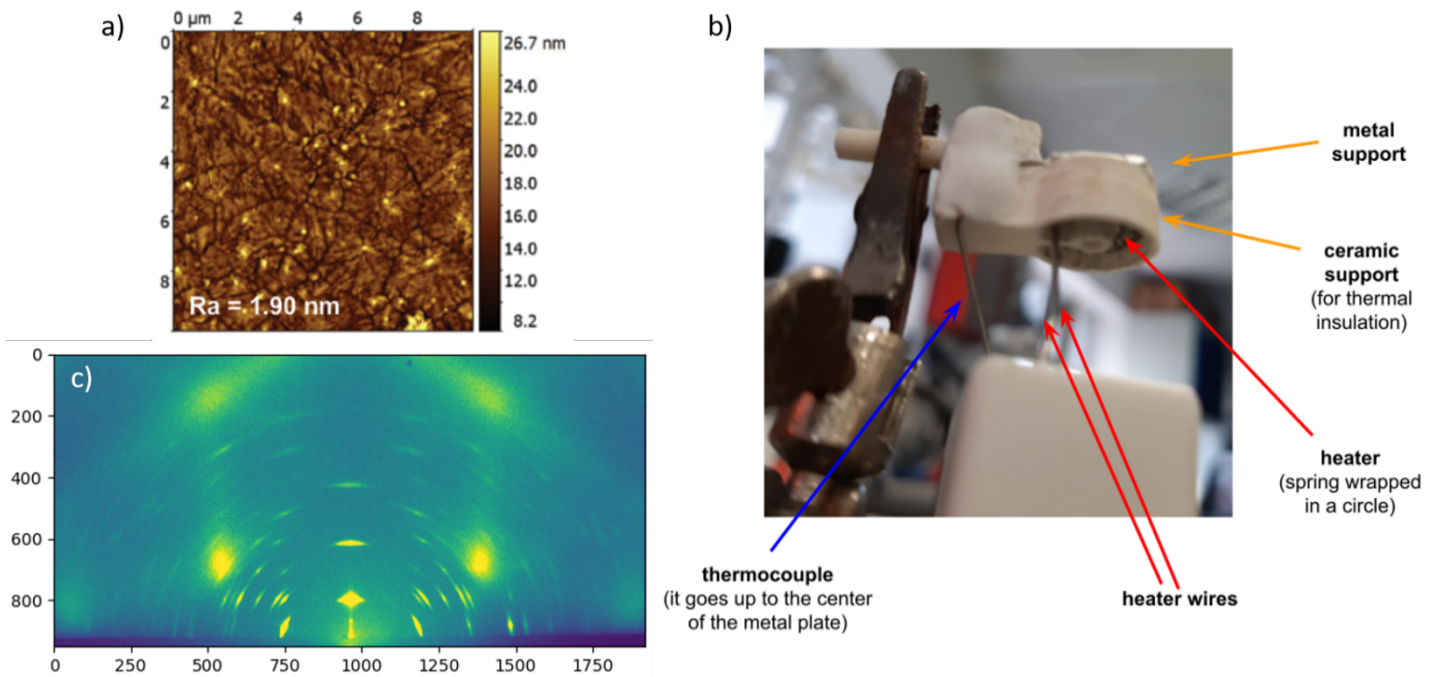 a)
0 µm 2 4 6 8
0
2
4
6
8
26.7 nm
24.0
22.0
20.0
18.0
16.0
14.0
12.0
8.2
Ra = 1.90 nm
b)
metal
support
ceramic
support
(for thermal
insulation)
heater
(spring wrapped
in a circle)
heater wires
thermocouple
(it goes up to the center
of the metal plate)
c)
0
200
400
600
800
0 250 500 750 1000 1250 1500 1750